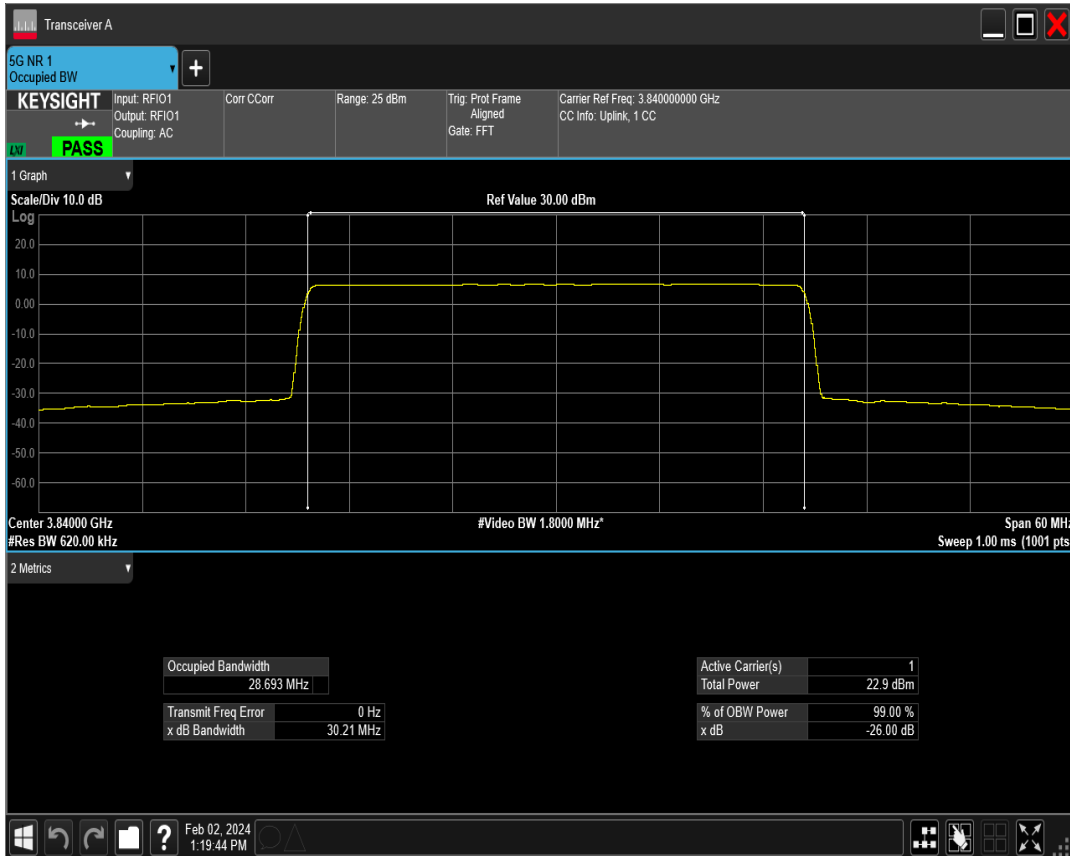 Transceiver A
5G NR 1
Occupied BW
KEYSIGHT
Input: RFIO1
Output: RFIO1
Coupling: AC
LXI
PASS
Corr CCorr
Range: 25 dBm
Trig: Prot Frame
Aligned
Gate: FFT
Carrier Ref Freq: 3.840000000 GHz
CC Info: Uplink, 1 CC
1 Graph
Scale/Div 10.0 dB
Ref Value 30.00 dBm
Log
20.0
10.0
0.00
-10.0
-20.0
-30.0
-40.0
-50.0
-60.0
Center 3.84000 GHz
#Video BW 1.8000 MHz*
Span 60 MHz
#Res BW 620.00 kHz
Sweep 1.00 ms (1001 pts
2 Metrics
Occupied Bandwidth
28.693 MHz
Transmit Freq Error 0 Hz
x dB Bandwidth 30.21 MHz
Active Carrier(s) 1
Total Power 22.9 dBm
% of OBW Power 99.00 %
x dB -26.00 dB
?
Feb 02, 2024
1:19:44 PM